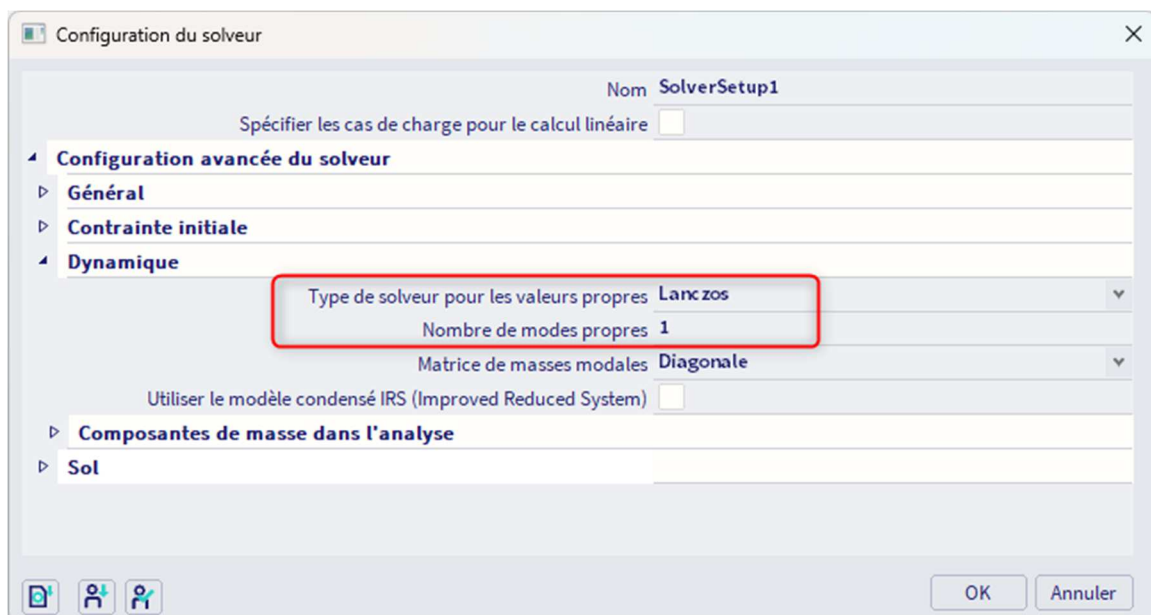 Configuration du solveur
Nom SolverSetup1
Spécifier les cas de charge pour le calcul linéaire
Configuration avancée du solveur
Général
Contrainte initiale
Dynamique
Type de solveur pour les valeurs propres Lanczos
Nombre de modes propres 1
Matrice de masses modales Diagonale
Utiliser le modèle condensé IRS (Improved Reduced System)
Composantes de masse dans l'analyse
Sol
OK Annuler